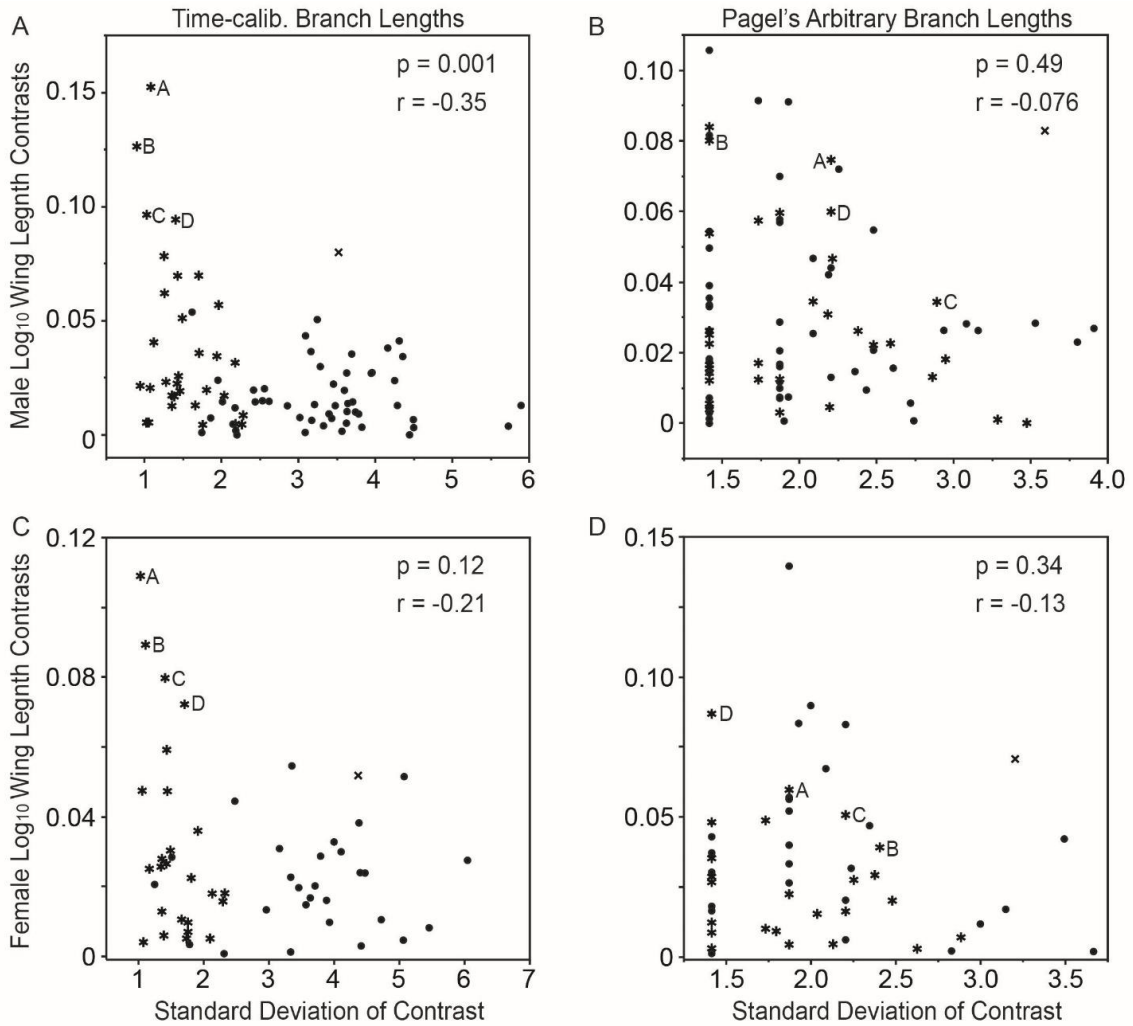 A Time-calib. Branch Lengths
B Pagel's Arbitrary Branch Lengths
Male Log10 Wing Legnth Contrasts
p = 0.001
r = -0.35
A
B
C
D
0.15
0.10
0.05
0
1 2 3 4 5 6
p = 0.49
r = -0.076
B
A
D
C
0.10
0.08
0.06
0.04
0.02
0
1.5 2.0 2.5 3.0 3.5 4.0
C
Female Log10 Wing Legnth Contrasts
p = 0.12
r = -0.21
A
B
C
D
0.12
0.08
0.04
0
1 2 3 4 5 6 7
Standard Deviation of Contrast
D
p = 0.34
r = -0.13
D
A
C
B
0.15
0.10
0.05
0
1.5 2.0 2.5 3.0 3.5
Standard Deviation of Contrast